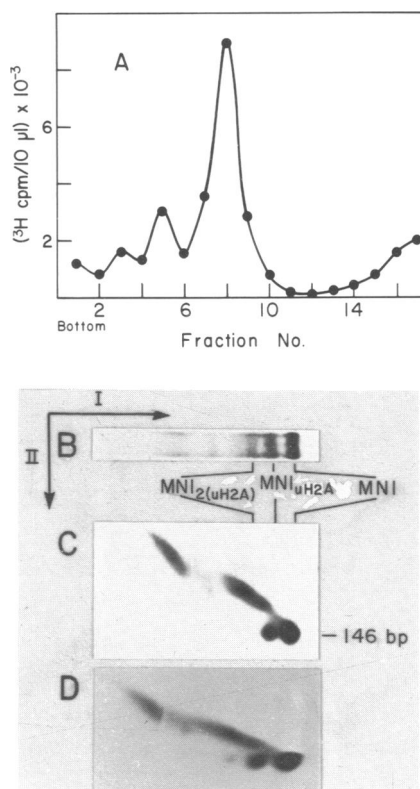 A
(³H cpm/10 µl) x 10⁻³
6
2
2
6
10
14
Bottom
Fraction No.
I
II
B
MNI₂(uH2A)
MNIuH2A
MNI
C
146 bp
D